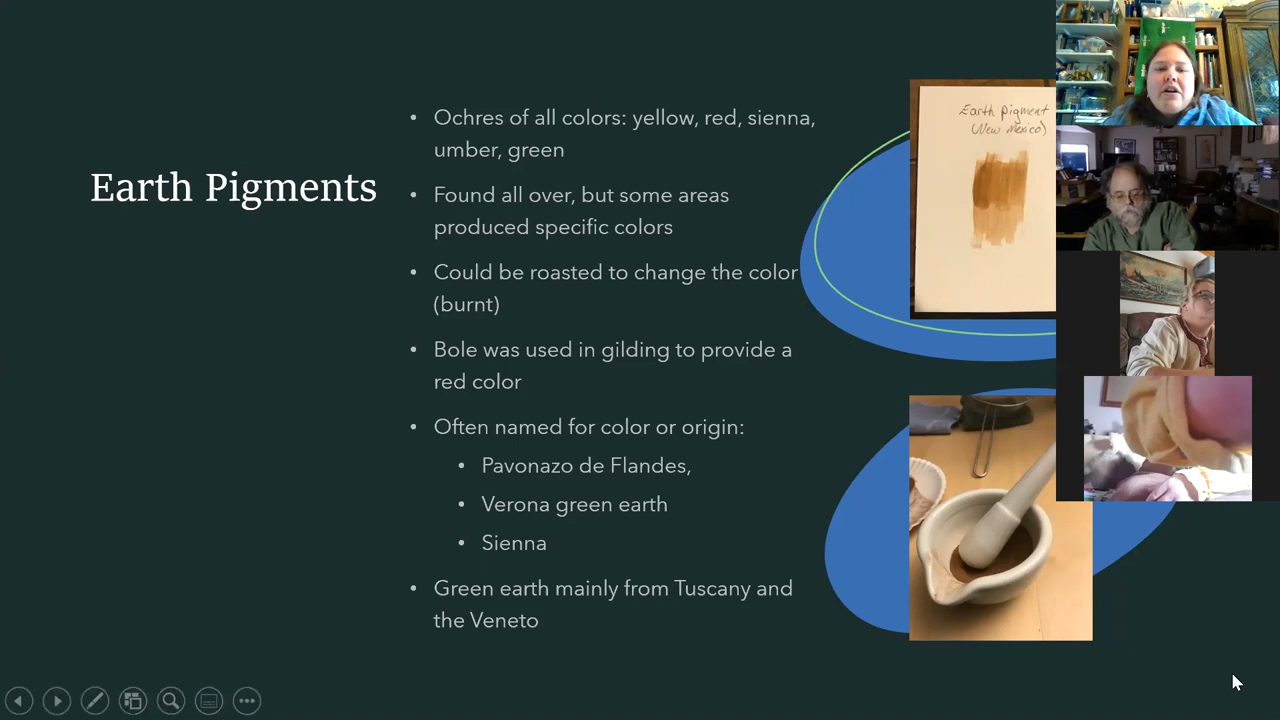 Earth Pigments
• Ochres of all colors: yellow, red, sienna,
umber, green
• Found all over, but some areas
produced specific colors
• Could be roasted to change the color
(burnt)
• Bole was used in gilding to provide a
red color
• Often named for color or origin:
• Pavonazo de Flandes,
• Verona green earth
• Sienna
• Green earth mainly from Tuscany and
the Veneto
Earth Pigment
(New Mexico)